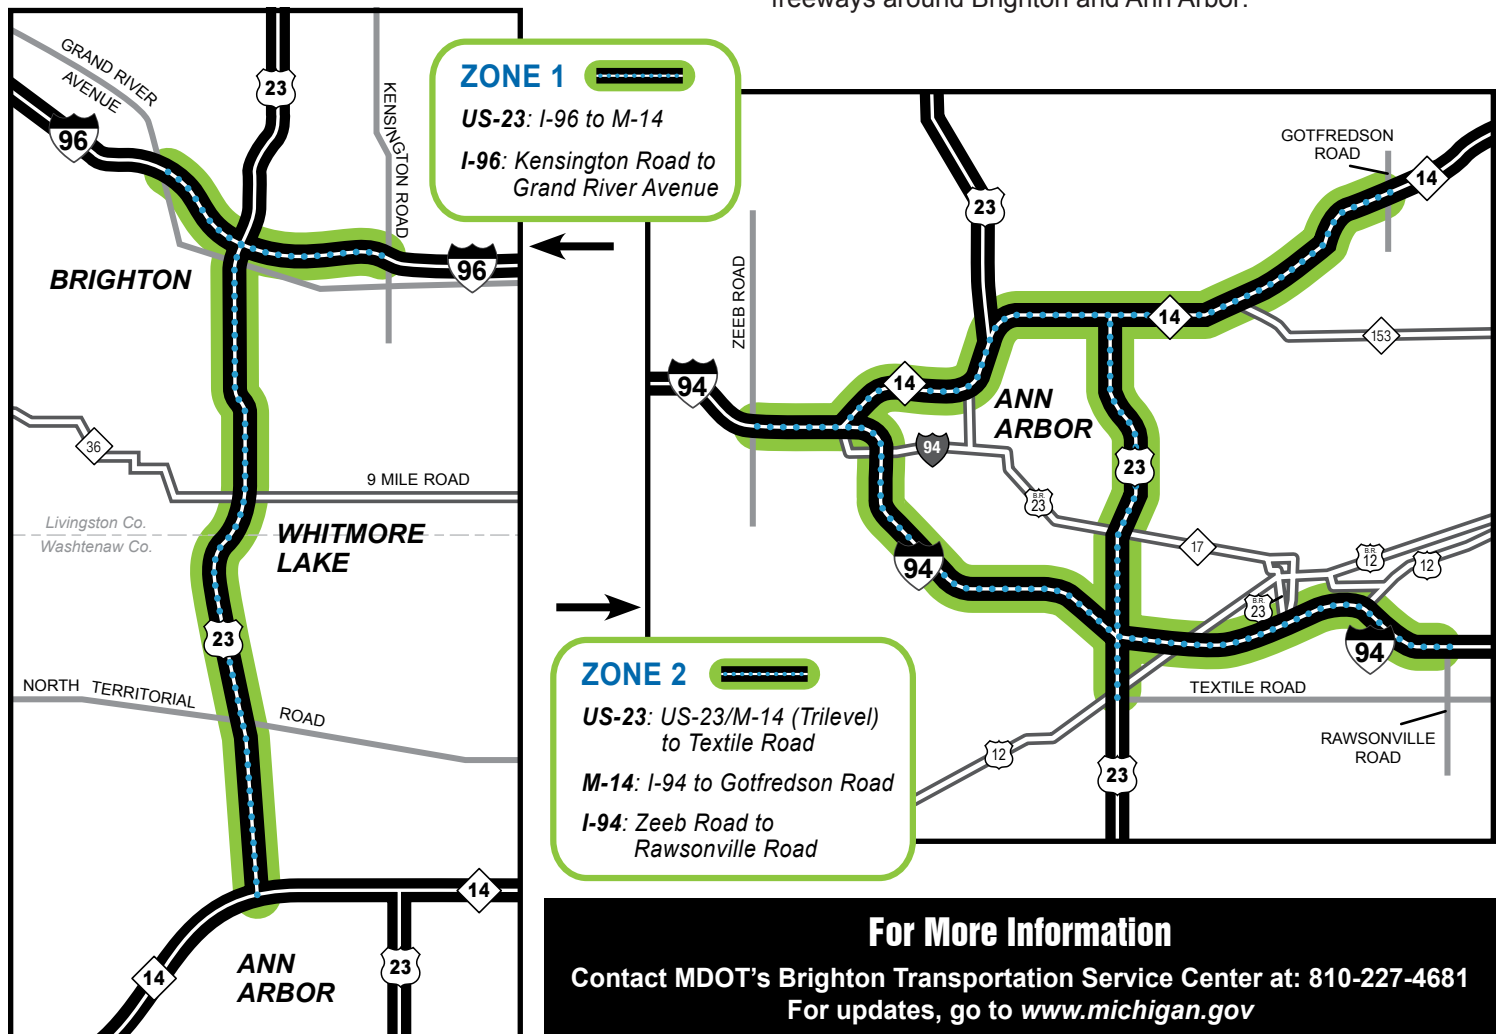 freeways around Brighton and Ann Arbor.
GRAND RIVER
AVENUE
23
KENSINGTON ROAD
96
96
BRIGHTON
36
9 MILE ROAD
Livingston Co.
Washtenaw Co.
WHITMORE
LAKE
23
NORTH TERRITORIAL ROAD
14
14
23
ANN
ARBOR
ZONE 1
US-23: I-96 to M-14
I-96: Kensington Road to
Grand River Avenue
GOTFREDSON
ROAD
14
23
ZEEB ROAD
14
153
94
14
ANN
ARBOR
94
23
B.R.
23
17
94
B.R.
12
12
B.R.
23
94
TEXTILE ROAD
RAWSONVILLE
ROAD
12
23
ZONE 2
US-23: US-23/M-14 (Trilevel)
to Textile Road
M-14: I-94 to Gotfredson Road
I-94: Zeeb Road to
Rawsonville Road
For More Information
Contact MDOT's Brighton Transportation Service Center at: 810-227-4681
For updates, go to www.michigan.gov